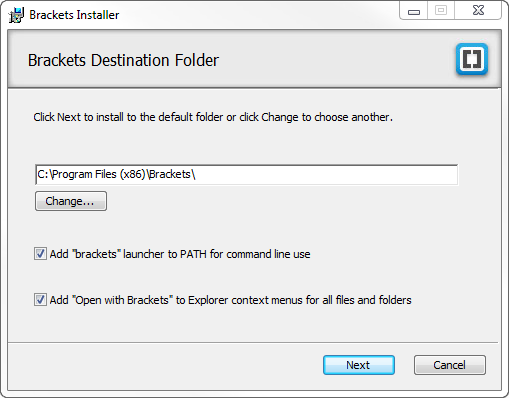 Brackets Installer
Brackets Destination Folder
Click Next to install to the default folder or click Change to choose another.
C:\Program Files (x86)\Brackets\
Change...
Add "brackets" launcher to PATH for command line use
Add "Open with Brackets" to Explorer context menus for all files and folders
Next
Cancel